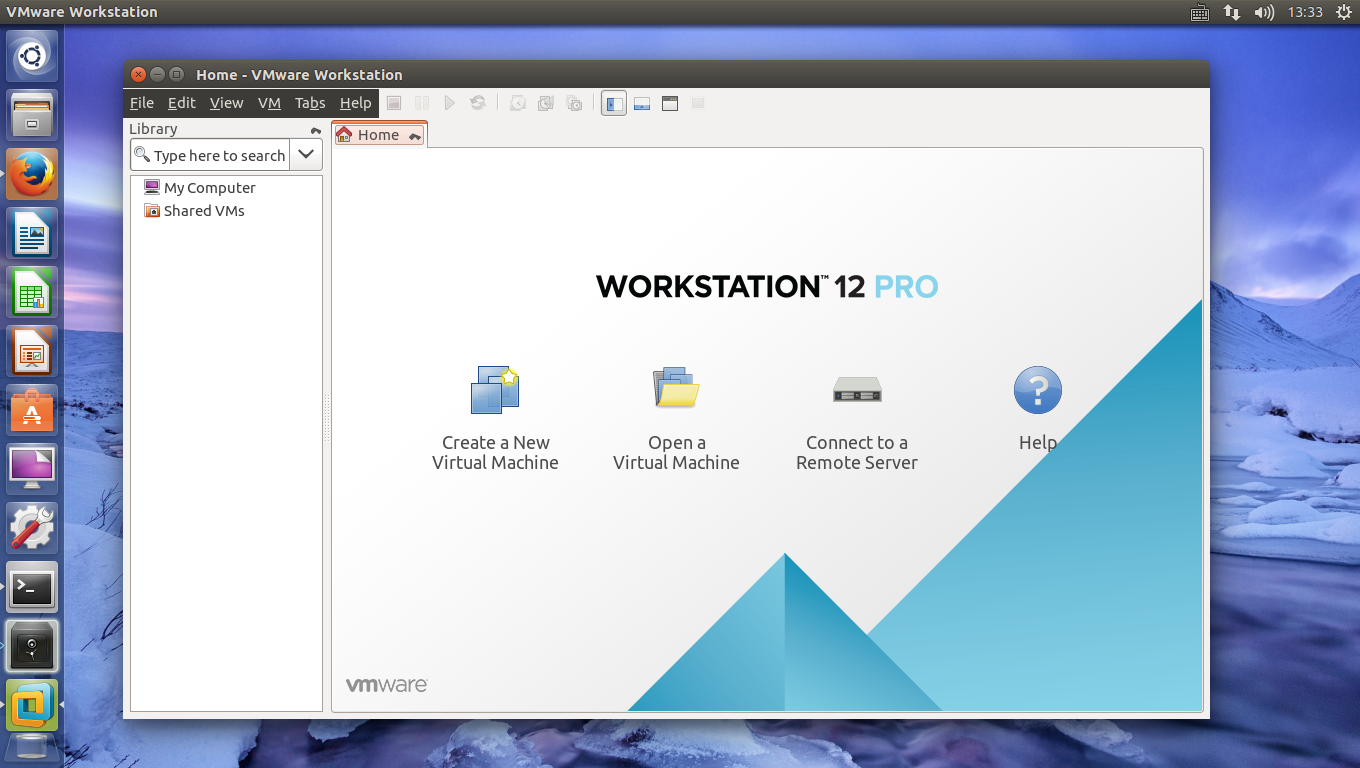 VMware Workstation
13:33
Home - VMware Workstation
File Edit View VM Tabs Help
Library
Type here to search
My Computer
Shared VMs
Home
WORKSTATION™ 12 PRO
Create a New
Virtual Machine
Open a
Virtual Machine
Connect to a
Remote Server
Help
vmware